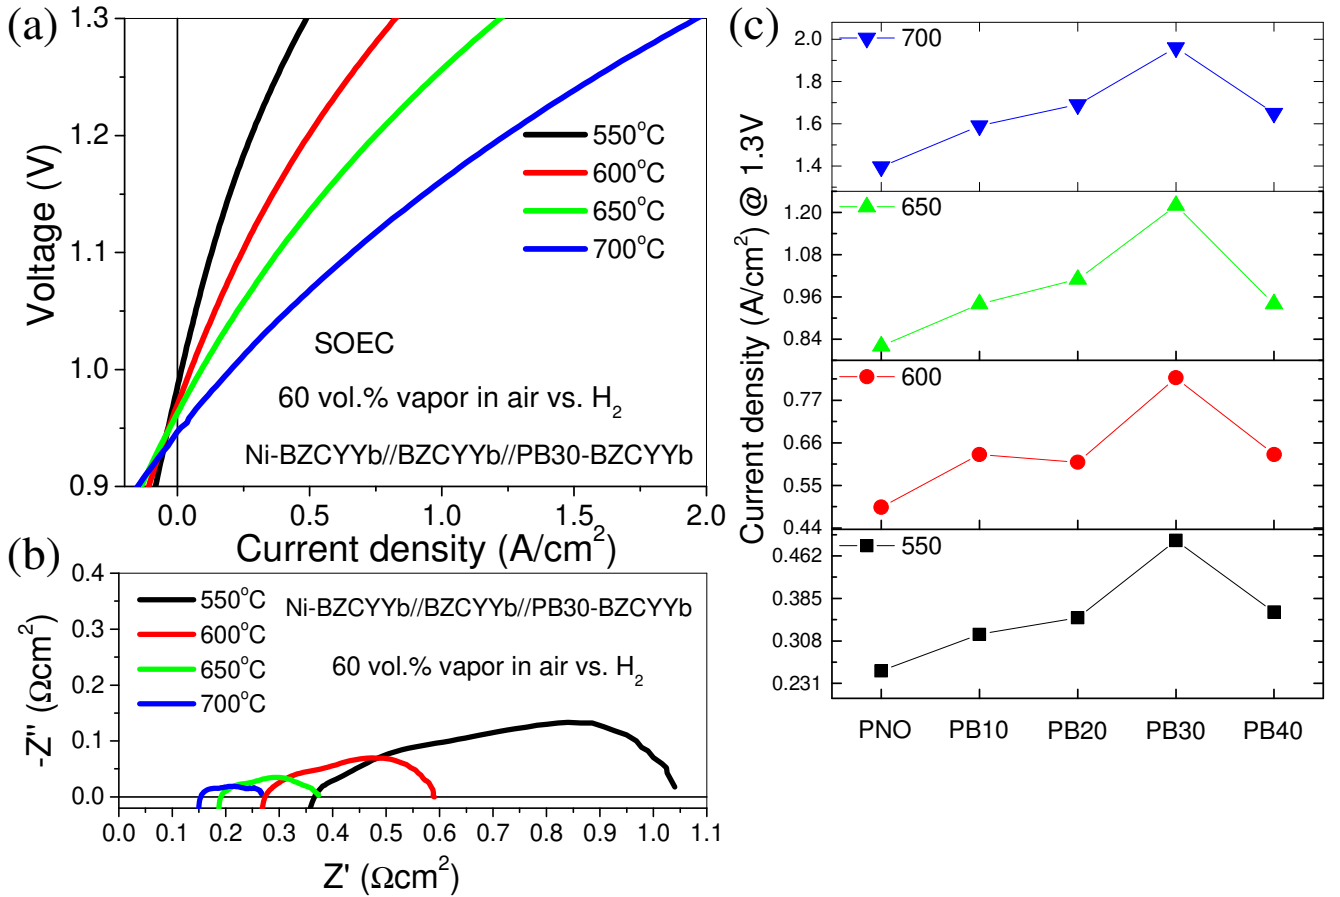 (a)
1.3
1.2
1.1
1.0
0.9
Voltage (V)
550°C
600°C
650°C
700°C
SOEC
60 vol.% vapor in air vs. H₂
Ni-BZCYYb//BZCYYb//PB30-BZCYYb
0.0 0.5 1.0 1.5 2.0
Current density (A/cm²)
(b)
0.4
0.3
0.2
0.1
0.0
-Z'' (Ωcm²)
550°C
600°C
650°C
700°C
Ni-BZCYYb//BZCYYb//PB30-BZCYYb
60 vol.% vapor in air vs. H₂
0.0 0.1 0.2 0.3 0.4 0.5 0.6 0.7 0.8 0.9 1.0 1.1
Z' (Ωcm²)
(c)
Current density (A/cm²) @ 1.3V
700
2.0
1.8
1.6
1.4
650
1.20
1.08
0.96
0.84
600
0.77
0.66
0.55
0.44
550
0.462
0.385
0.308
0.231
PNO PB10 PB20 PB30 PB40